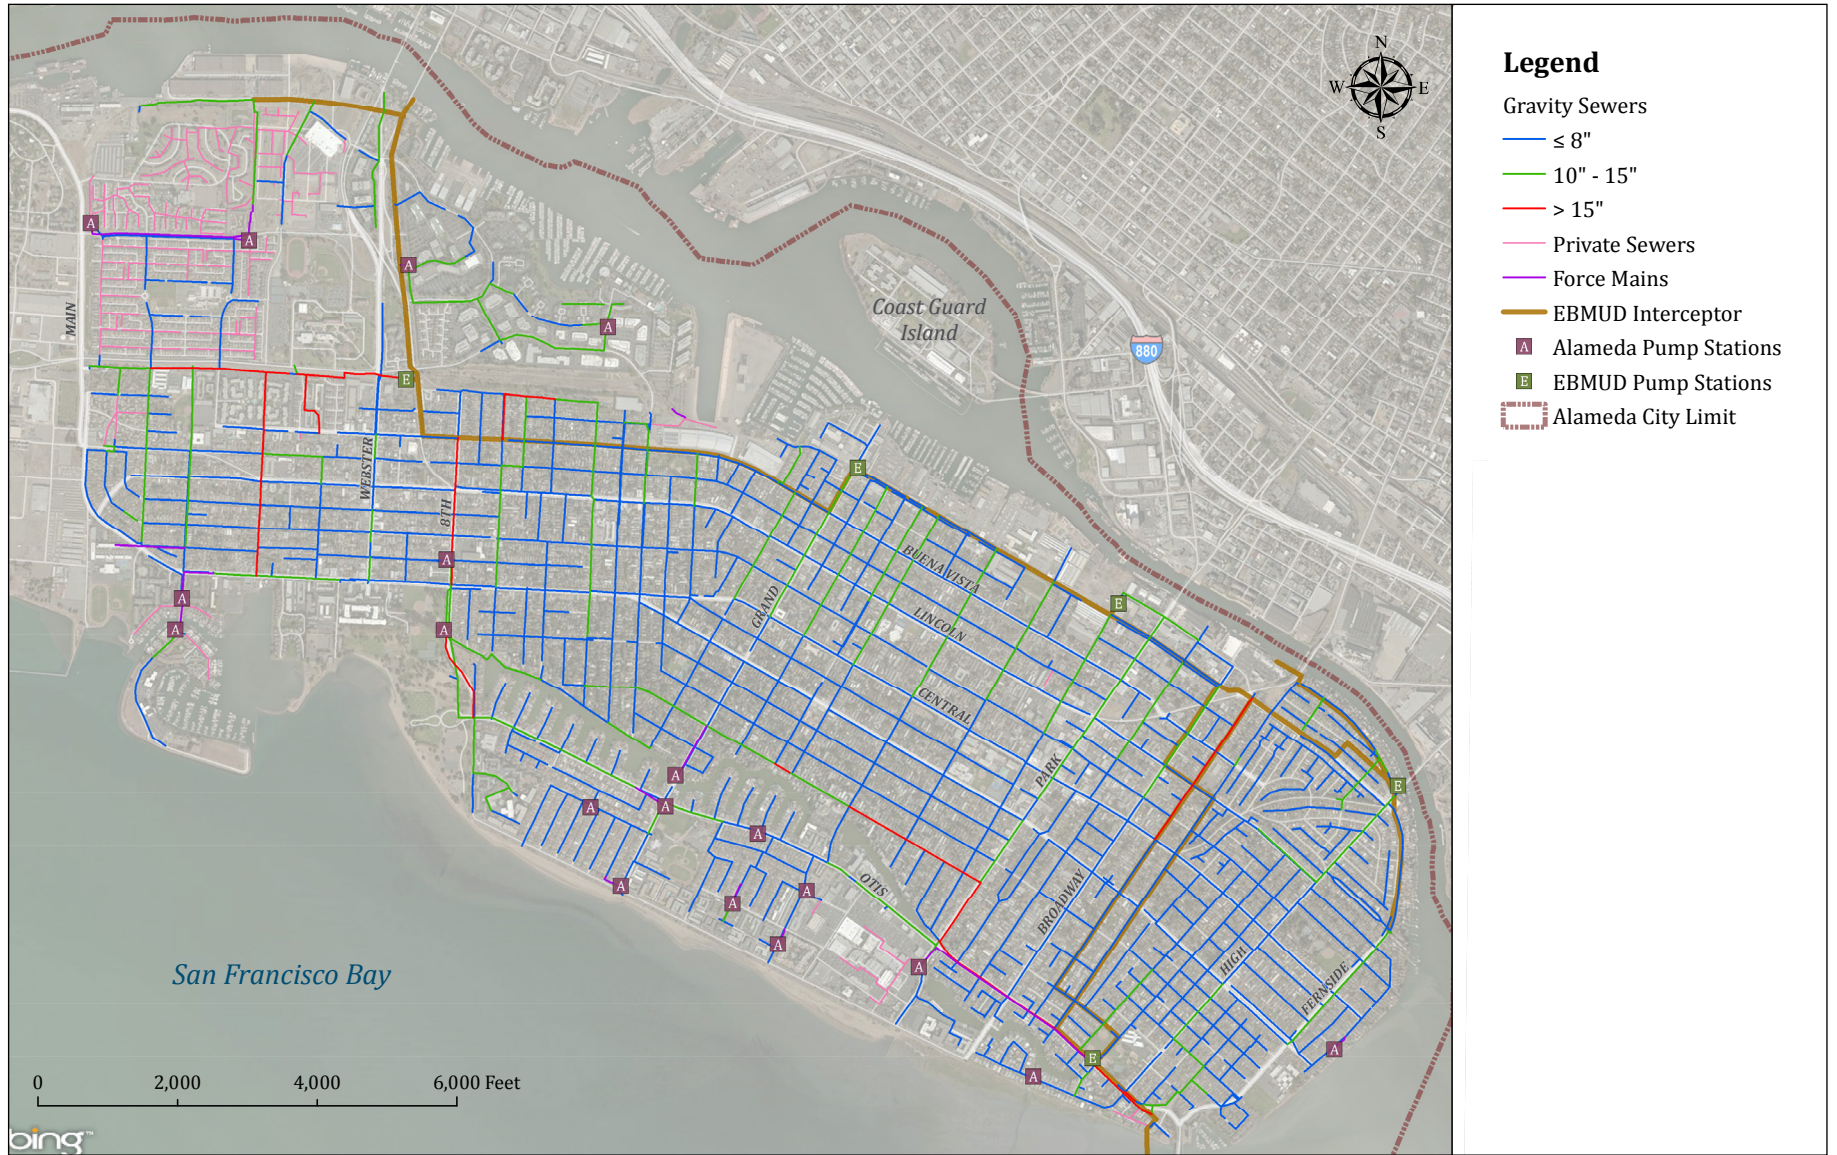 N
W E
S
Legend
Gravity Sewers
≤ 8"
10" - 15"
> 15"
Private Sewers
Force Mains
EBMUD Interceptor
A Alameda Pump Stations
E EBMUD Pump Stations
Alameda City Limit
A
A
A
Coast Guard
Island
MAIN
A
880
E
WEBSTER
E
8TH
A
BUENA VISTA
A
GRAND
LINCOLN
E
A
A
CENTRAL
PARK
A
E
A
A
A
OTIS
A
A
A
BROADWAY
A
HIGH
A
FERNSIDE
San Francisco Bay
A
E
A
0 2,000 4,000 6,000 Feet
bing™